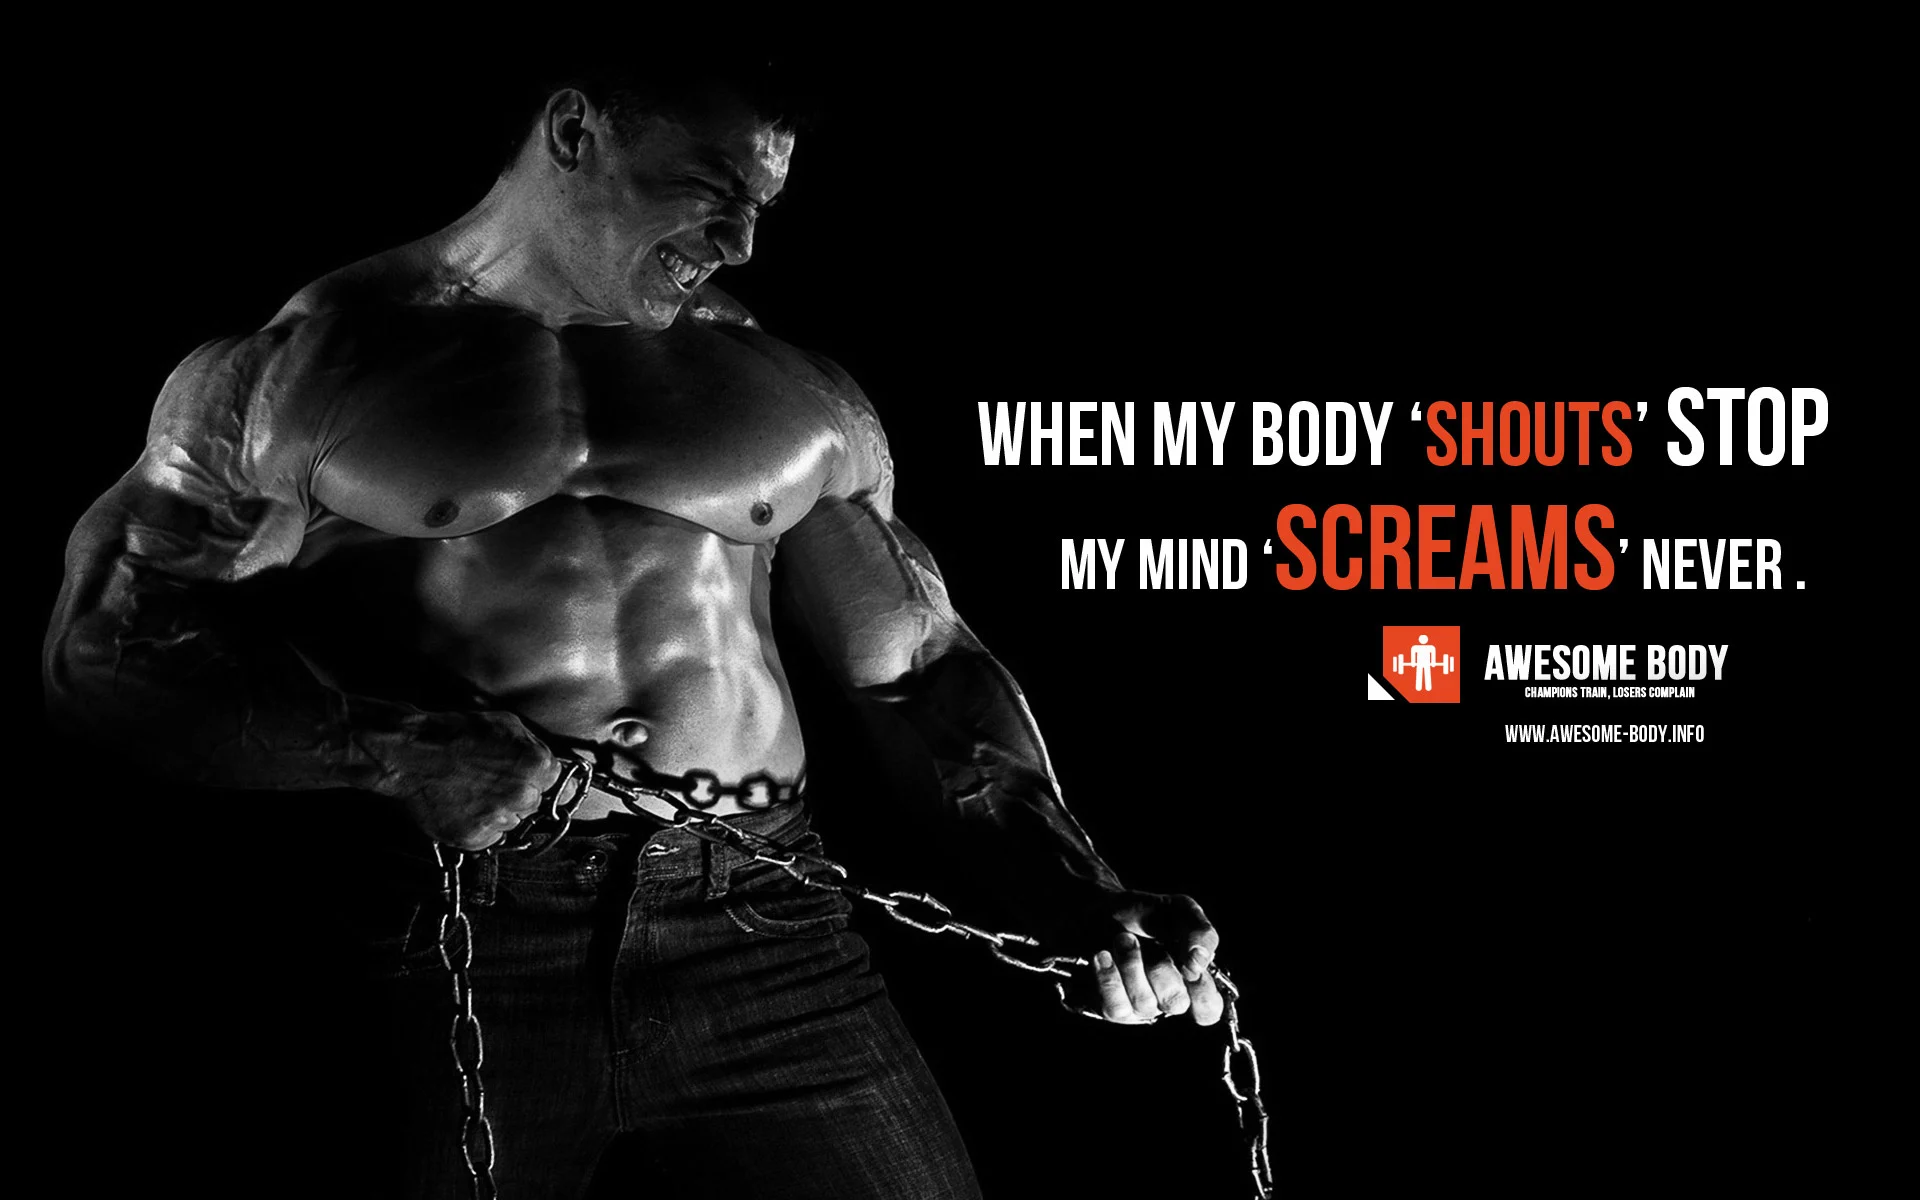 WHEN MY BODY ‘SHOUTS’ STOP
MY MIND ‘SCREAMS’ NEVER .
AWESOME BODY
CHAMPIONS TRAIN, LOSERS COMPLAIN
WWW.AWESOME-BODY.INFO